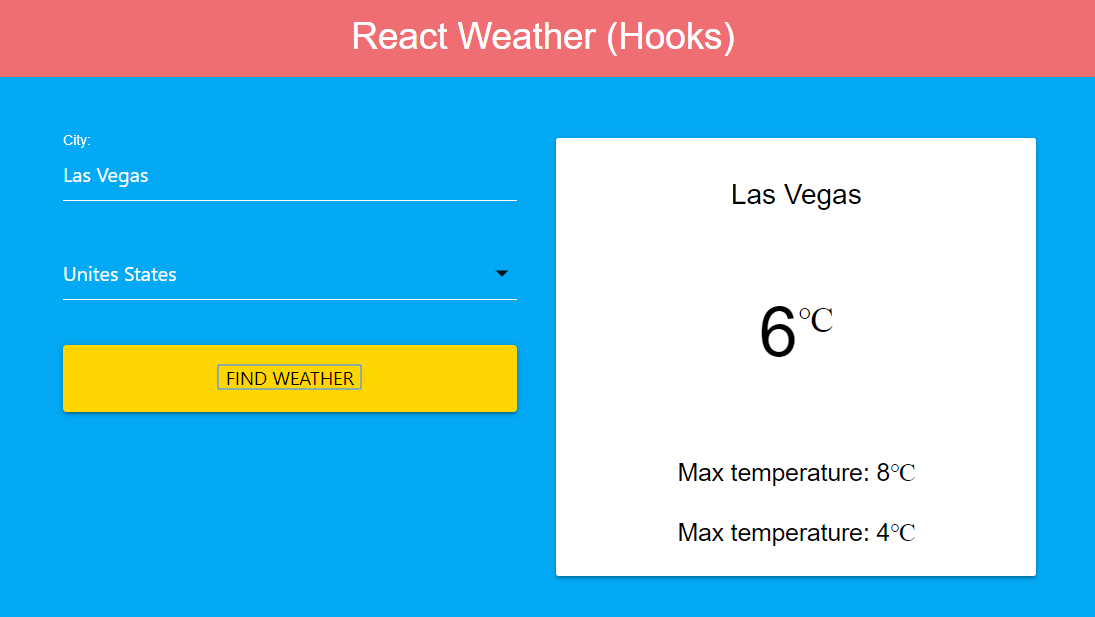 React Weather (Hooks)
City:
Las Vegas
Unites States
FIND WEATHER
Las Vegas
6℃
Max temperature: 8℃
Max temperature: 4℃